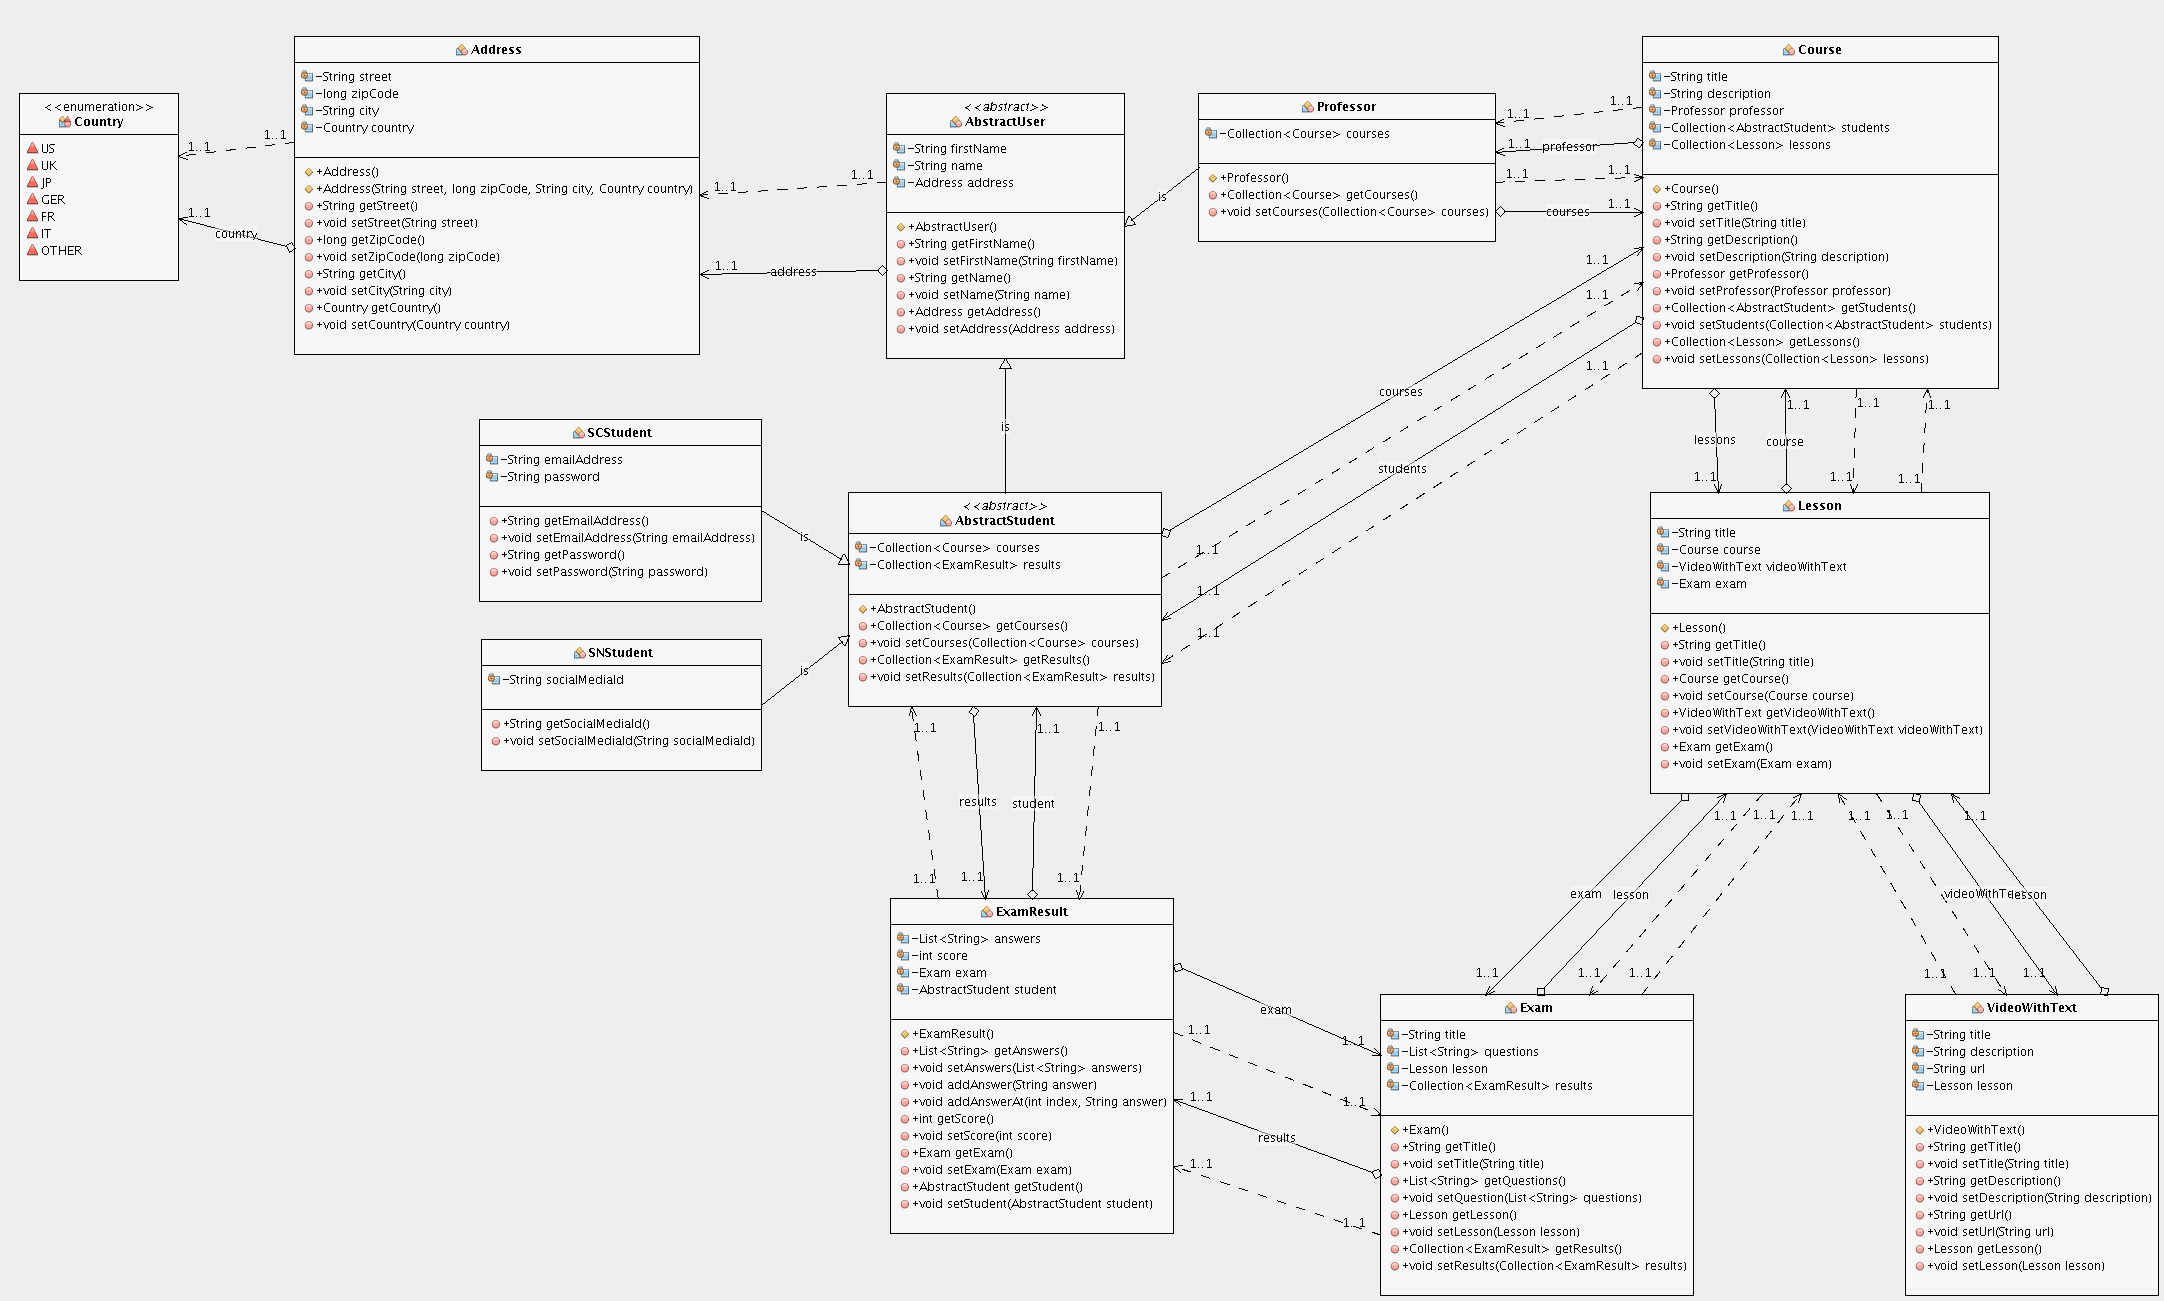 <<enumeration>>
Country
US
UK
JP
GER
FR
IT
OTHER
Address
-String street
-long zipCode
-String city
-Country country
+Address()
+Address(String street, long zipCode, String city, Country country)
+String getStreet()
+void setStreet(String street)
+long getZipCode()
+void setZipCode(long zipCode)
+String getCity()
+void setCity(String city)
+Country getCountry()
+void setCountry(Country country)
1..1
1..1
1..1
country
<<abstract>>
AbstractUser
-String firstName
-String name
-Address address
+AbstractUser()
+String getFirstName()
+void setFirstName(String firstName)
+String getName()
+void setName(String name)
+Address getAddress()
+void setAddress(Address address)
1..1
1..1
1..1
address
Professor
-Collection<Course> courses
+Professor()
+Collection<Course> getCourses()
+void setCourses(Collection<Course> courses)
is
1..1
1..1
1..1
professor
1..1
1..1
courses
1..1
Course
-String title
-String description
-Professor professor
-Collection<AbstractStudent> students
-Collection<Lesson> lessons
+Course()
+String getTitle()
+void setTitle(String title)
+String getDescription()
+void setDescription(String description)
+Professor getProfessor()
+void setProfessor(Professor professor)
+Collection<AbstractStudent> getStudents()
+void setStudents(Collection<AbstractStudent> students)
+Collection<Lesson> getLessons()
+void setLessons(Collection<Lesson> lessons)
1..1
1..1
1..1
courses
students
1..1
1..1
1..1
is
SCStudent
-String emailAddress
-String password
+String getEmailAddress()
+void setEmailAddress(String emailAddress)
+String getPassword()
+void setPassword(String password)
is
SNStudent
-String socialMediaId
+String getSocialMediaId()
+void setSocialMediaId(String socialMediaId)
is
<<abstract>>
AbstractStudent
-Collection<Course> courses
-Collection<ExamResult> results
+AbstractStudent()
+Collection<Course> getCourses()
+void setCourses(Collection<Course> courses)
+Collection<ExamResult> getResults()
+void setResults(Collection<ExamResult> results)
1..1
1..1
1..1
lessons
course
1..1
1..1
1..1
Lesson
-String title
-Course course
-VideoWithText videoWithText
-Exam exam
+Lesson()
+String getTitle()
+void setTitle(String title)
+Course getCourse()
+void setCourse(Course course)
+VideoWithText getVideoWithText()
+void setVideoWithText(VideoWithText videoWithText)
+Exam getExam()
+void setExam(Exam exam)
1..1
1..1
1..1
results
student
1..1
1..1
1..1
1..1
1..1
1..1
1..1
1..1
1..1
exam
lesson
lesson
1..1
1..1
1..1
1..1
1..1
1..1
ExamResult
-List<String> answers
-int score
-Exam exam
-AbstractStudent student
+ExamResult()
+List<String> getAnswers()
+void setAnswers(List<String> answers)
+void addAnswer(String answer)
+void addAnswerAt(int index, String answer)
+int getScore()
+void setScore(int score)
+Exam getExam()
+void setExam(Exam exam)
+AbstractStudent getStudent()
+void setStudent(AbstractStudent student)
exam
1..1
1..1
1..1
1..1
results
1..1
1..1
Exam
-String title
-List<String> questions
-Lesson lesson
-Collection<ExamResult> results
+Exam()
+String getTitle()
+void setTitle(String title)
+List<String> getQuestions()
+void setQuestion(List<String> questions)
+Lesson getLesson()
+void setLesson(Lesson lesson)
+Collection<ExamResult> getResults()
+void setResults(Collection<ExamResult> results)
VideoWithText
-String title
-String description
-String url
-Lesson lesson
+VideoWithText()
+String getTitle()
+void setTitle(String title)
+String getDescription()
+void setDescription(String description)
+String getUrl()
+void setUrl(String url)
+Lesson getLesson()
+void setLesson(Lesson lesson)